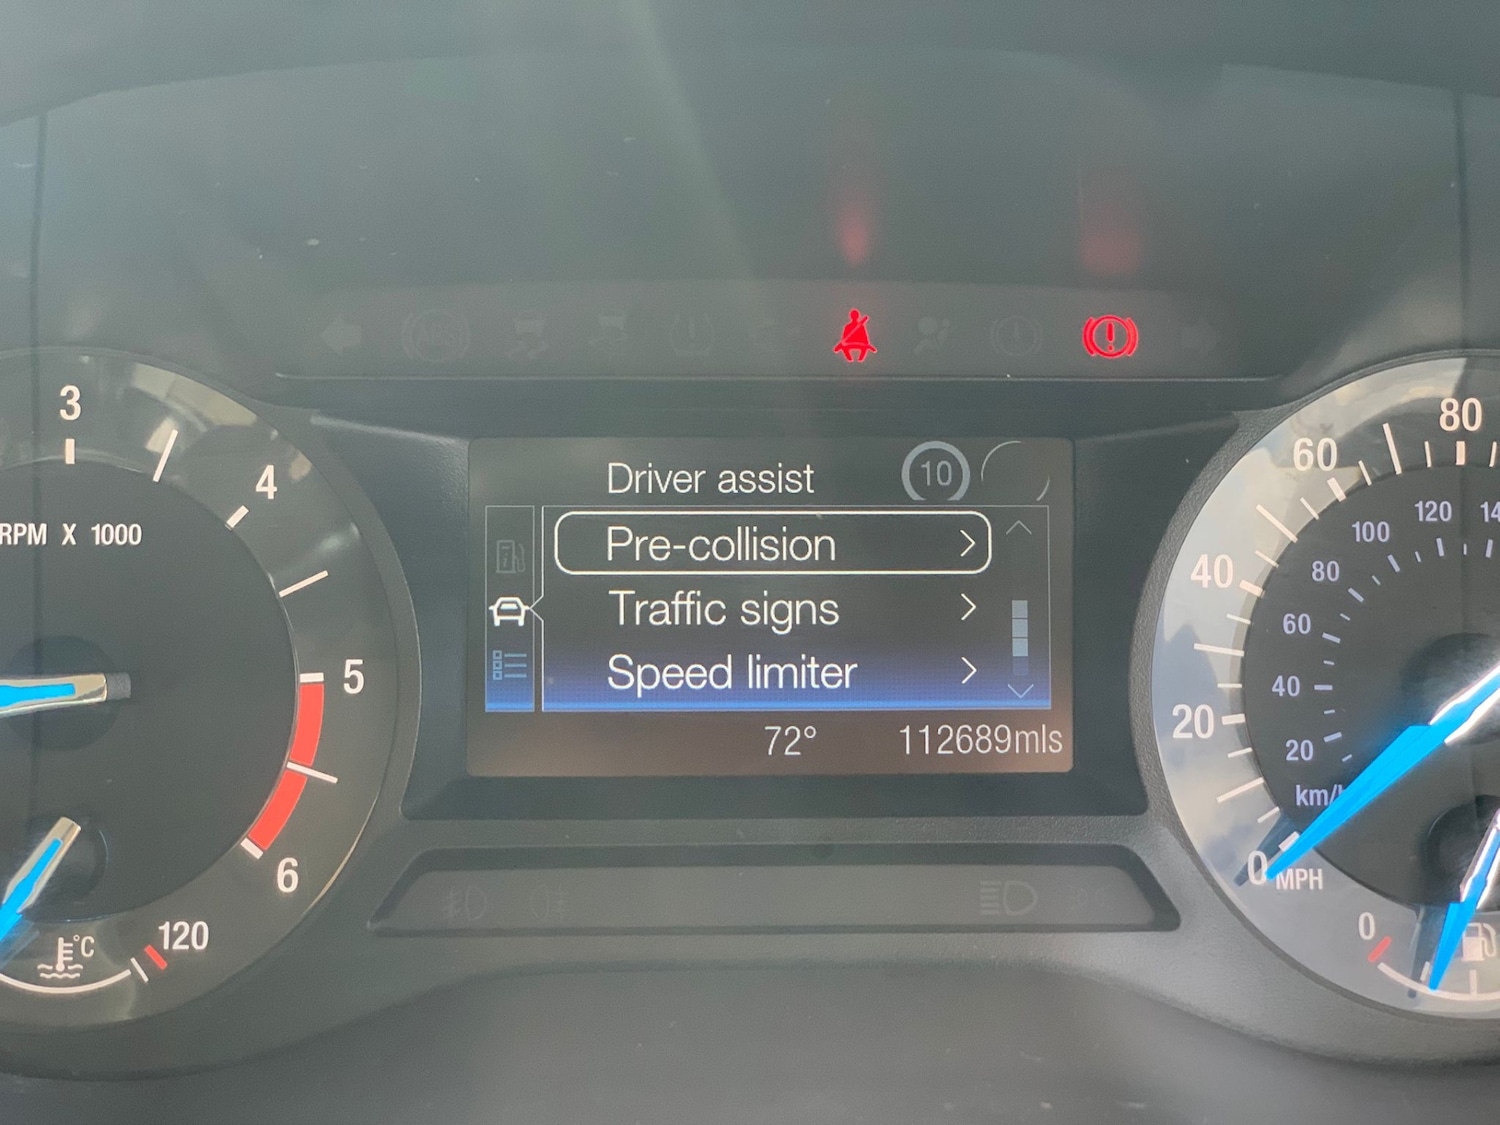 3
4
RPM X 1000
5
6
120
°C
Driver assist 10
Pre-collision
Traffic signs
Speed limiter
72° 112689mls
80
60
40
20
0 MPH
120
100
80
60
40
20
0